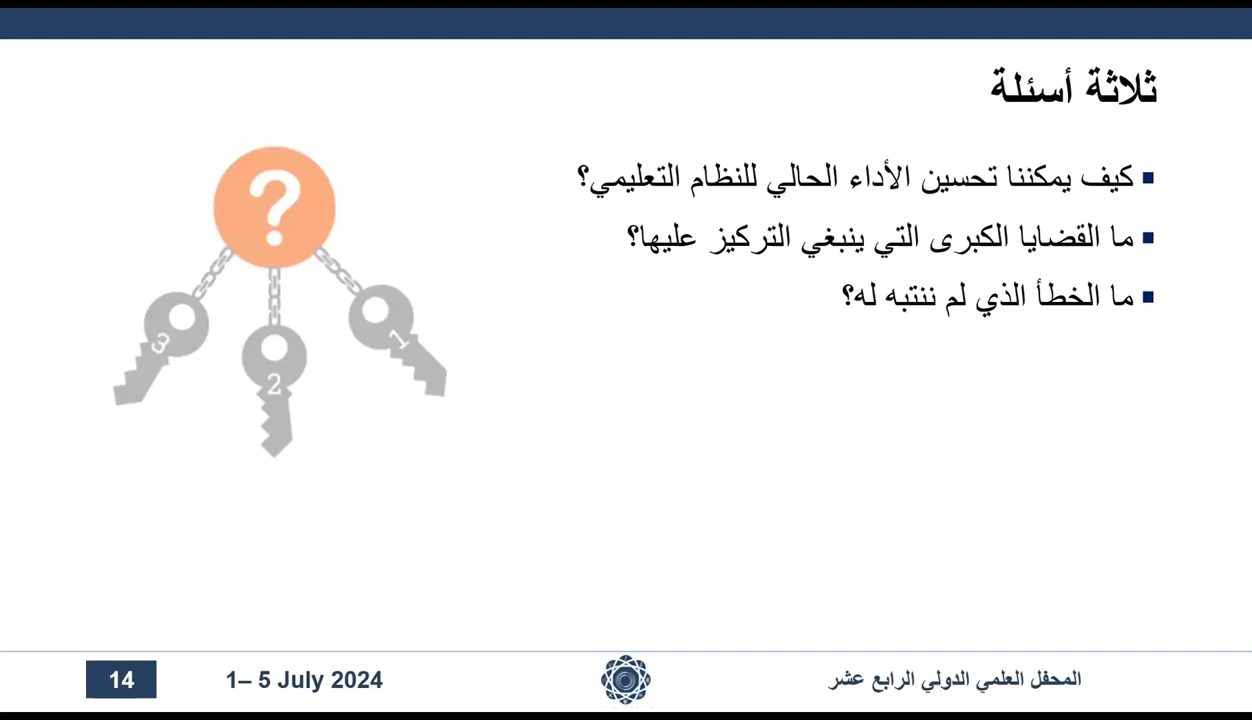 ثلاثة أسئلة
كيف يمكننا تحسين الأداء الحالي للنظام التعليمي؟
ما القضايا الكبرى التي ينبغي التركيز عليها؟
ما الخطأ الذي لم ننتبه له؟
?
1
2
3
المحفل العلمي الدولي الرابع عشر
1– 5 July 2024
14